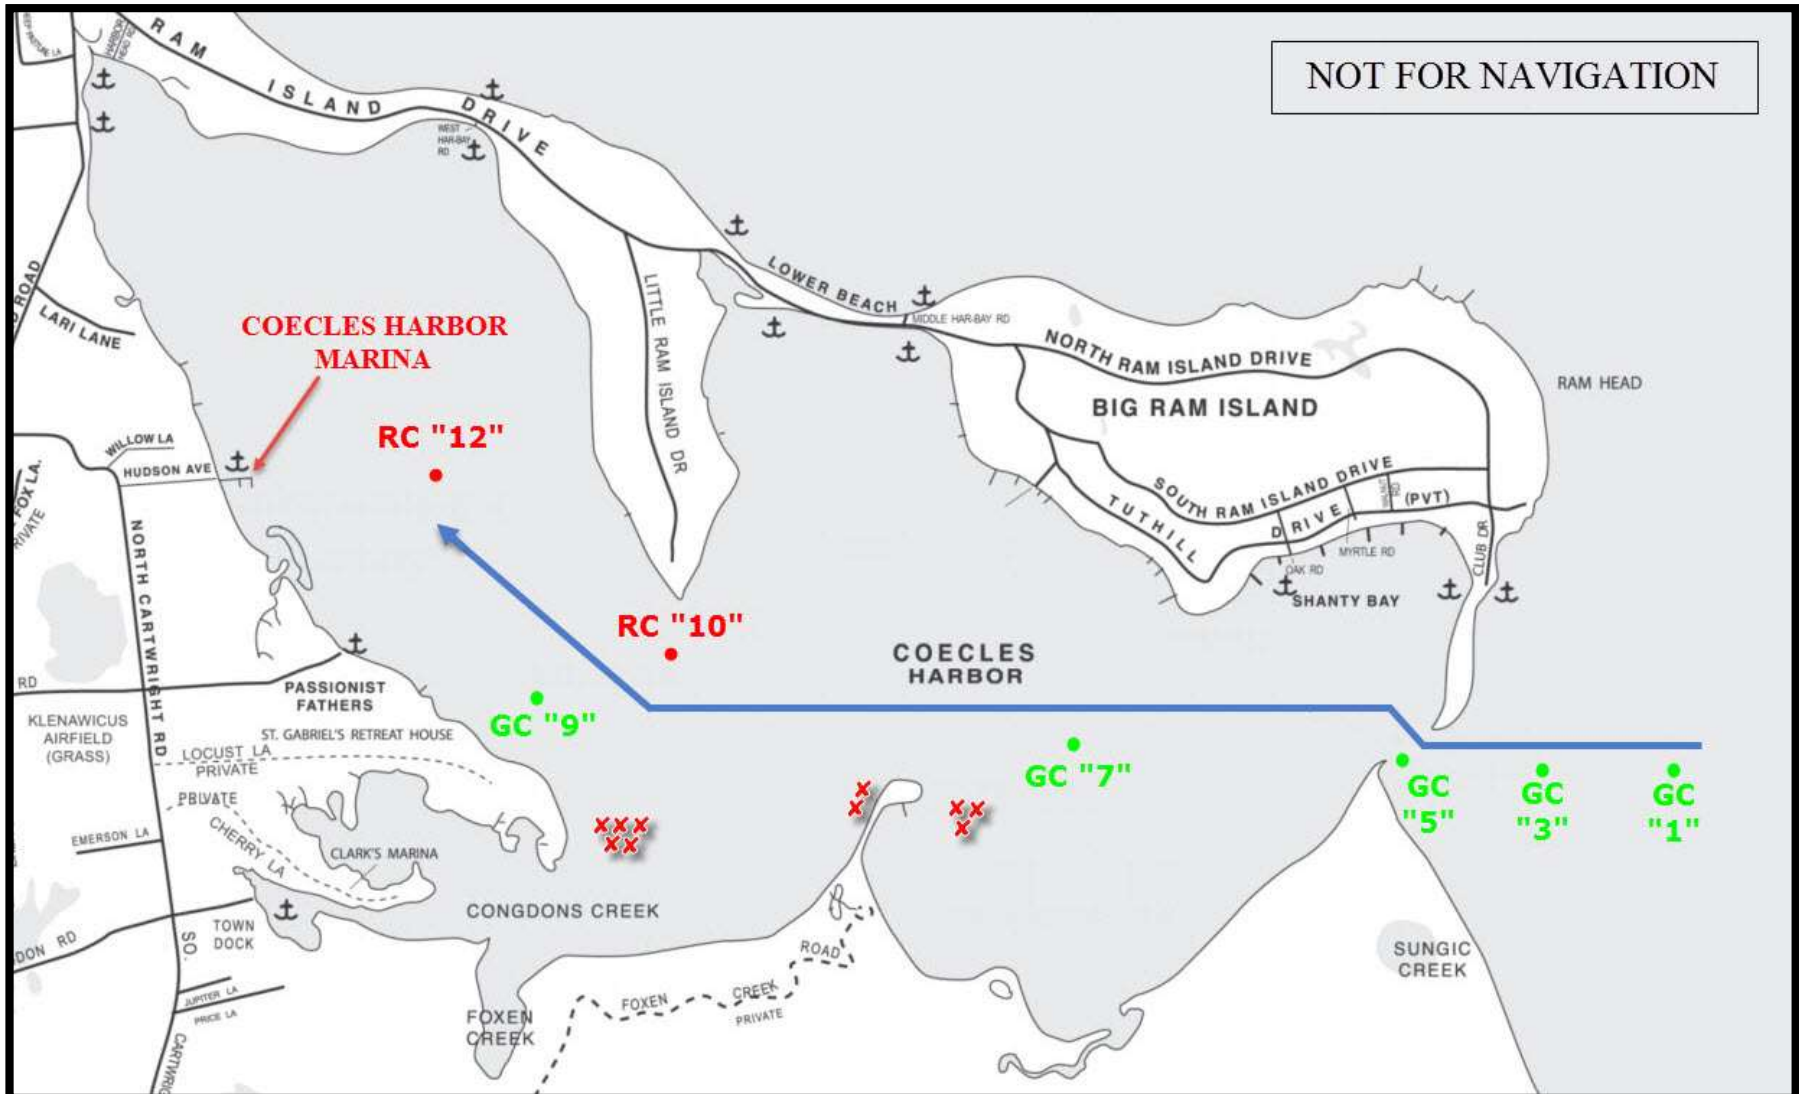 NOT FOR NAVIGATION
RAM ISLAND DRIVE
HARBOR
HEAD RD
WEST
HAR-BAY
RD
LOWER BEACH
MIDDLE HAR-BAY RD
NORTH RAM ISLAND DRIVE
RAM HEAD
BIG RAM ISLAND
SOUTH RAM ISLAND DRIVE
(PVT)
TUTHILL DRIVE
MYRTLE RD
OAK RD
CLUB DR
SHANTY BAY
LITTLE RAM ISLAND DR
ROAD
LARI LANE
COECLES HARBOR
MARINA
RC "12"
WILLOW LA
HUDSON AVE
FOX LA.
PRIVATE
NORTH CARTWRIGHT RD
RC "10"
COECLES
HARBOR
RD
PASSIONIST
FATHERS
KLENAWICUS
AIRFIELD
(GRASS)
ST. GABRIEL'S RETREAT HOUSE
LOCUST LA
PRIVATE
GC "9"
GC "7"
GC
"5"
GC
"3"
GC
"1"
PRIVATE
CHERRY LA
EMERSON LA
CLARK'S MARINA
CONGDONS CREEK
TOWN
DOCK
SO.
DON RD
JUPITER LA
PRICE LA
CARTWRIG
FOXEN
CREEK
FOXEN CREEK ROAD
PRIVATE
SUNGIC
CREEK